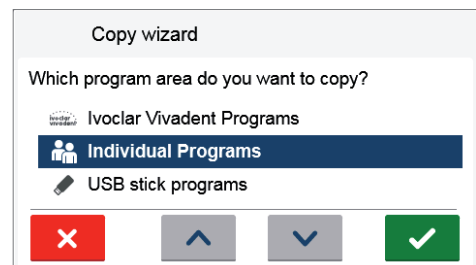 Copy wizard
Which program area do you want to copy?
ivoclar
vivadent
Ivoclar Vivadent Programs
Individual Programs
USB stick programs